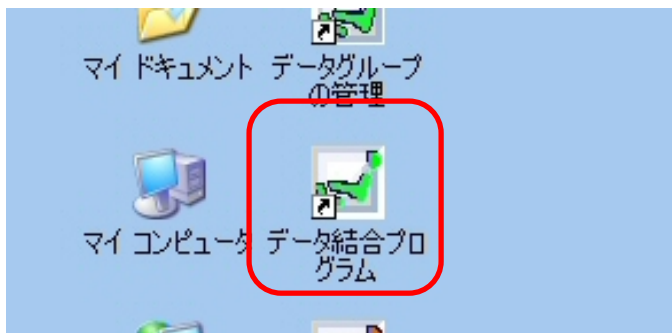 マイ ドキュメント
データグループ
の管理
マイ コンピュータ
データ結合プロ
グラム